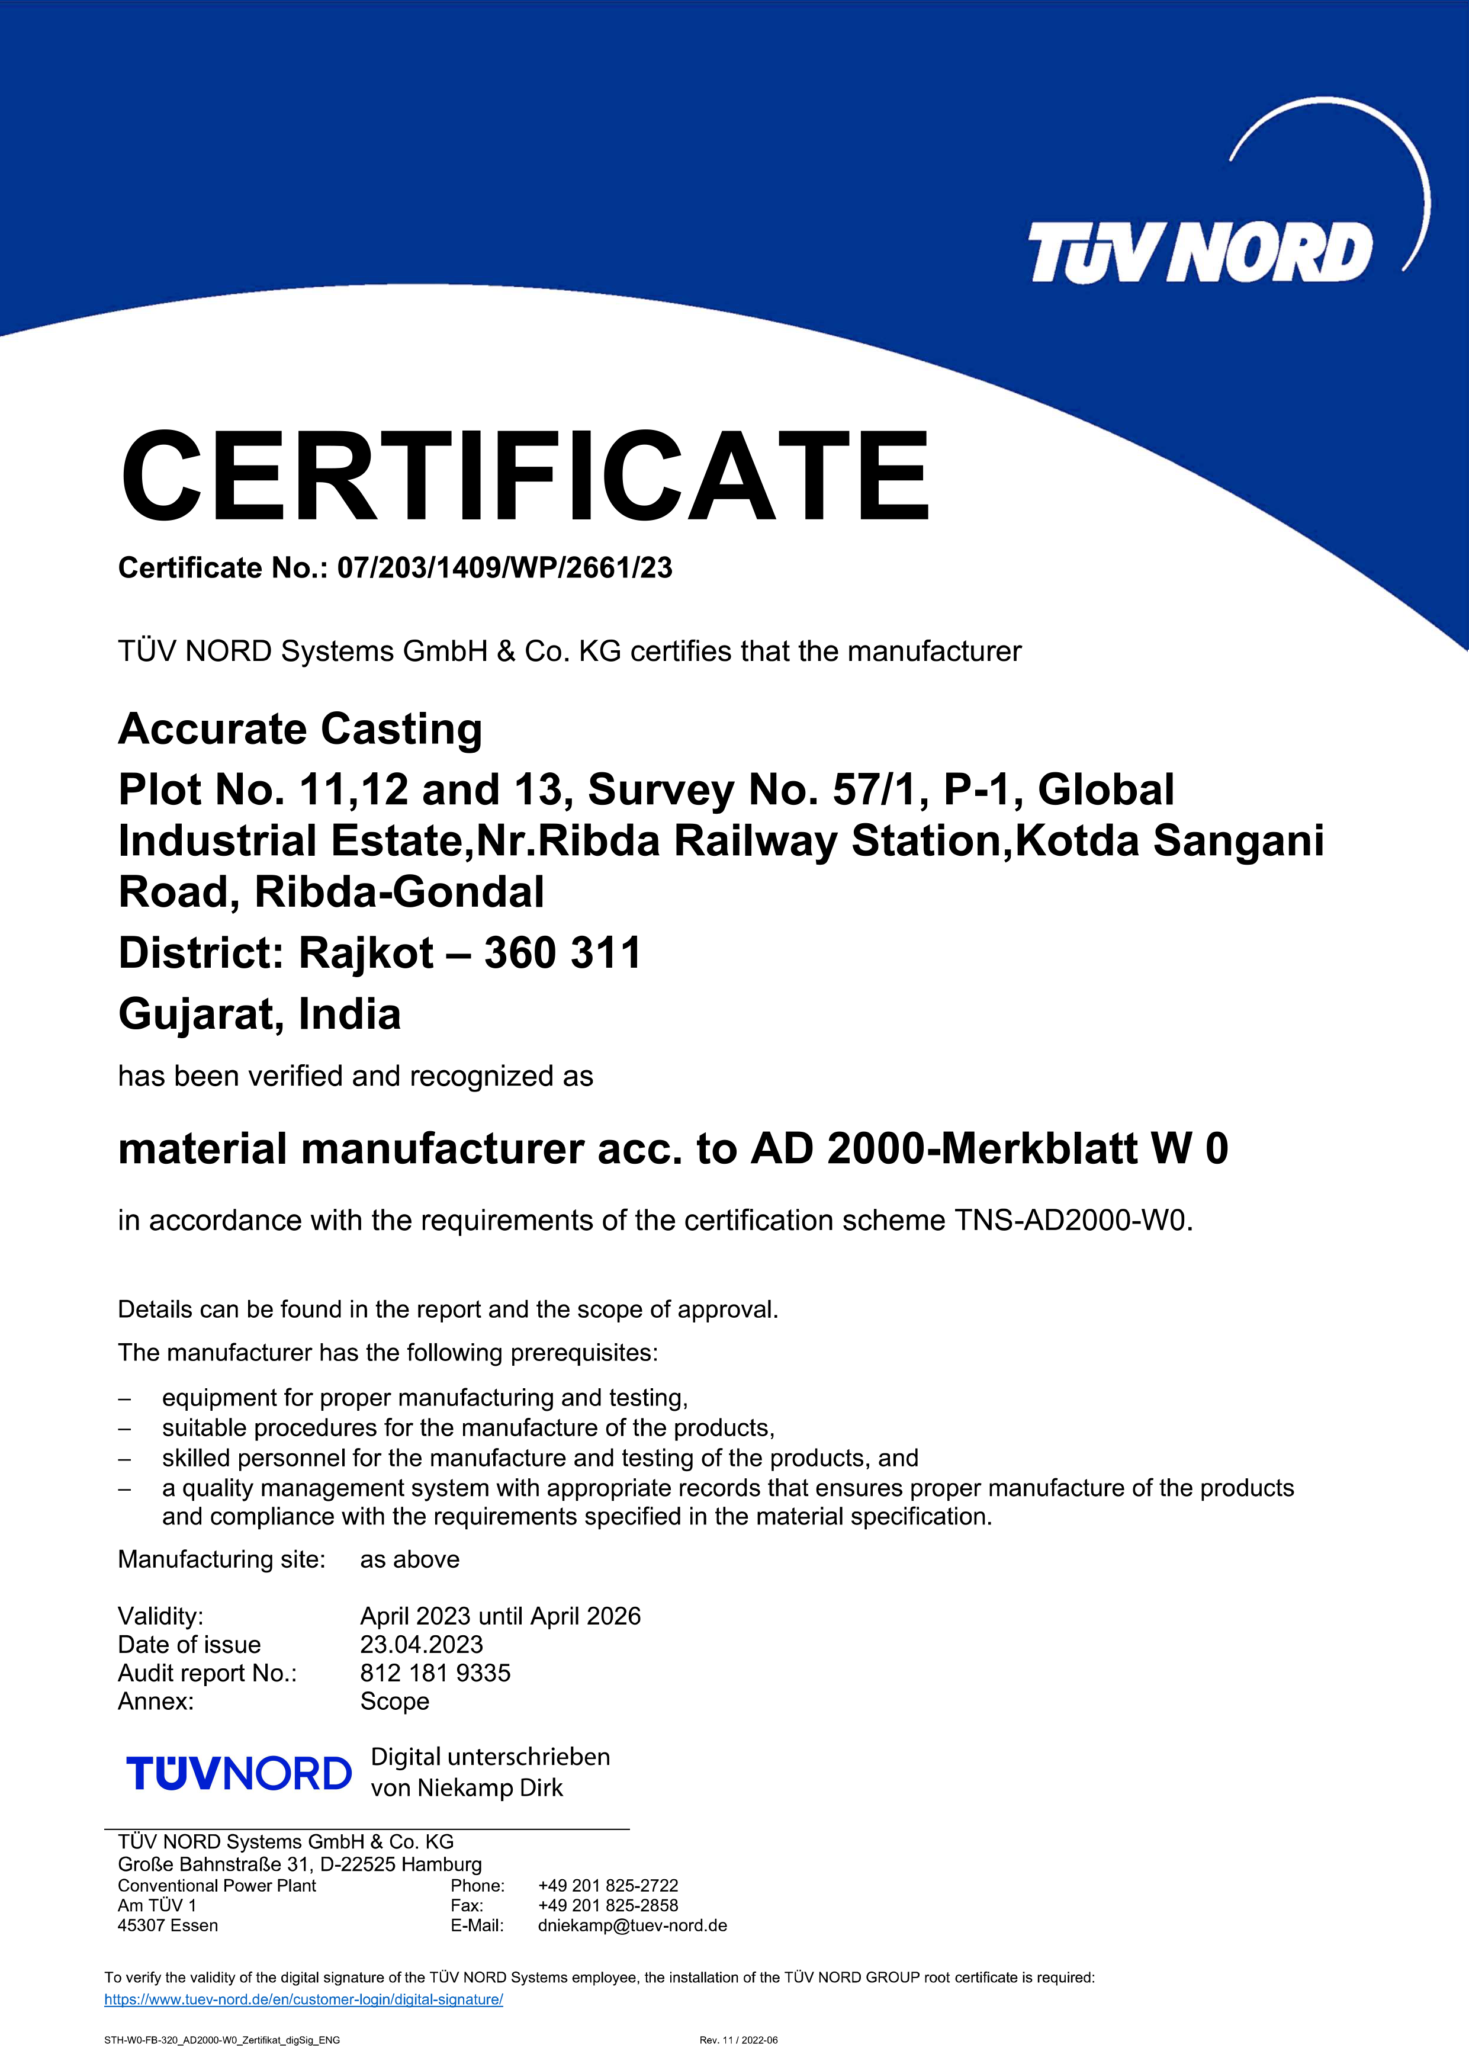 TÜV NORD
CERTIFICATE
Certificate No.: 07/203/1409/WP/2661/23
TÜV NORD Systems GmbH & Co. KG certifies that the manufacturer
Accurate Casting
Plot No. 11,12 and 13, Survey No. 57/1, P-1, Global
Industrial Estate,Nr.Ribda Railway Station,Kotda Sangani
Road, Ribda-Gondal
District: Rajkot – 360 311
Gujarat, India
has been verified and recognized as
material manufacturer acc. to AD 2000-Merkblatt W 0
in accordance with the requirements of the certification scheme TNS-AD2000-W0.
Details can be found in the report and the scope of approval.
The manufacturer has the following prerequisites:
– equipment for proper manufacturing and testing,
– suitable procedures for the manufacture of the products,
– skilled personnel for the manufacture and testing of the products, and
– a quality management system with appropriate records that ensures proper manufacture of the products
and compliance with the requirements specified in the material specification.
Manufacturing site: as above
Validity: April 2023 until April 2026
Date of issue 23.04.2023
Audit report No.: 812 181 9335
Annex: Scope
TÜVNORD
Digital unterschrieben
von Niekamp Dirk
TÜV NORD Systems GmbH & Co. KG
Große Bahnstraße 31, D-22525 Hamburg
Conventional Power Plant Phone: +49 201 825-2722
Am TÜV 1 Fax: +49 201 825-2858
45307 Essen E-Mail: dniekamp@tuev-nord.de
To verify the validity of the digital signature of the TÜV NORD Systems employee, the installation of the TÜV NORD GROUP root certificate is required:
https://www.tuev-nord.de/en/customer-login/digital-signature/
STH-W0-FB-320_AD2000-W0_Zertifikat_digSig_ENG Rev. 11 / 2022-06